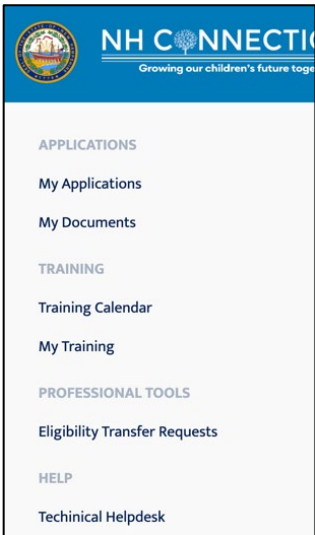 NH CONNECTI
Growing our children's future toge
APPLICATIONS
My Applications
My Documents
TRAINING
Training Calendar
My Training
PROFESSIONAL TOOLS
Eligibility Transfer Requests
HELP
Techinical Helpdesk